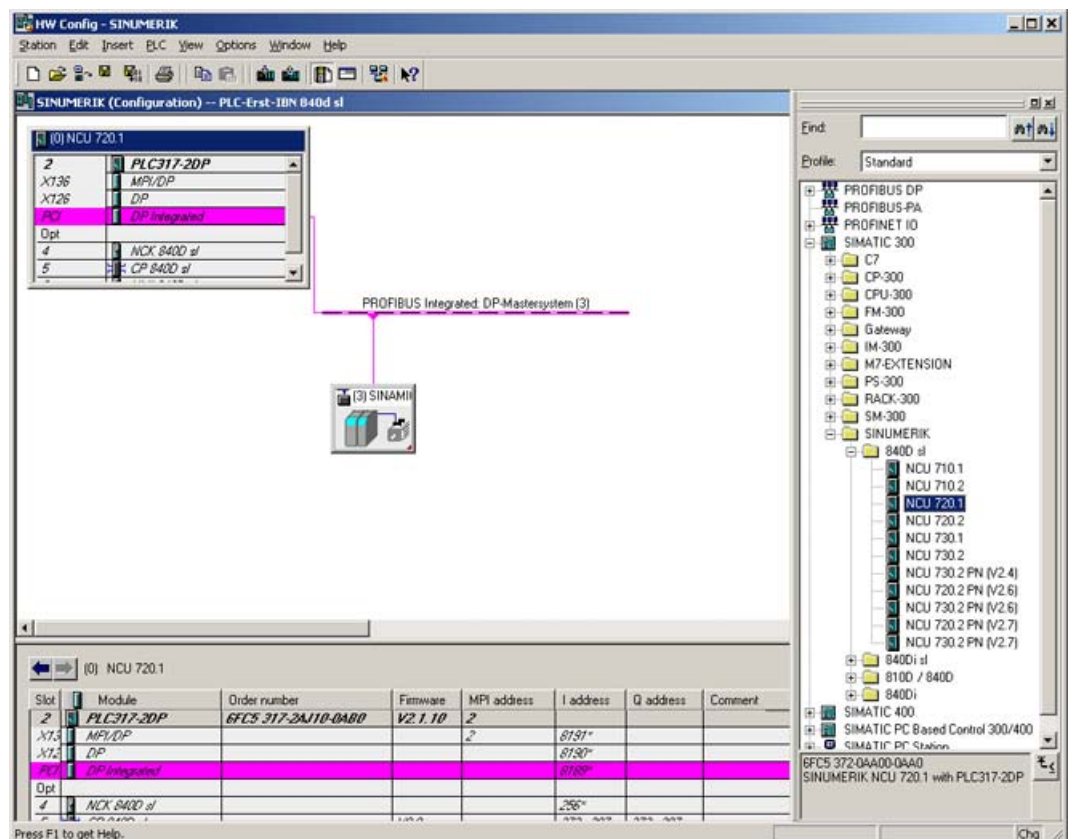 HW Config - SINUMERIK
Station Edit Insert PLC View Options Window Help
SINUMERIK (Configuration) -- PLC-Erst-IBN 840d sl
(0) NCU 720.1
2 PLC317-2DP
X136 MPI/DP
X126 DP
PCI DP Integrated
Opt
4 NCK 840D sl
5 CP 840D sl
PROFIBUS Integrated: DP-Mastersystem (3)
(3) SINAMI
Find:
Profile: Standard
PROFIBUS DP
PROFIBUS-PA
PROFINET IO
SIMATIC 300
C7
CP-300
CPU-300
FM-300
Gateway
IM-300
M7-EXTENSION
PS-300
RACK-300
SM-300
SINUMERIK
840D sl
NCU 710.1
NCU 710.2
NCU 720.1
NCU 720.2
NCU 730.1
NCU 730.2
NCU 730.2 PN (V2.4)
NCU 720.2 PN (V2.6)
NCU 730.2 PN (V2.6)
NCU 720.2 PN (V2.7)
NCU 730.2 PN (V2.7)
840Di sl
810D / 840D
840Di
SIMATIC 400
SIMATIC PC Based Control 300/400
SIMATIC PC Station
6FC5 372-0AA00-0AA0
SINUMERIK NCU 720.1 with PLC317-2DP
(0) NCU 720.1
Slot Module Order number Firmware MPI address I address Q address Comment
2 PLC317-2DP 6FC5 317-2AJ10-0AB0 V2.1.10 2
X13 MPI/DP 2 8191*
X12 DP 8190*
PCI DP Integrated 8189*
Opt
4 NCK 840D sl 256*
Press F1 to get Help.
Chg